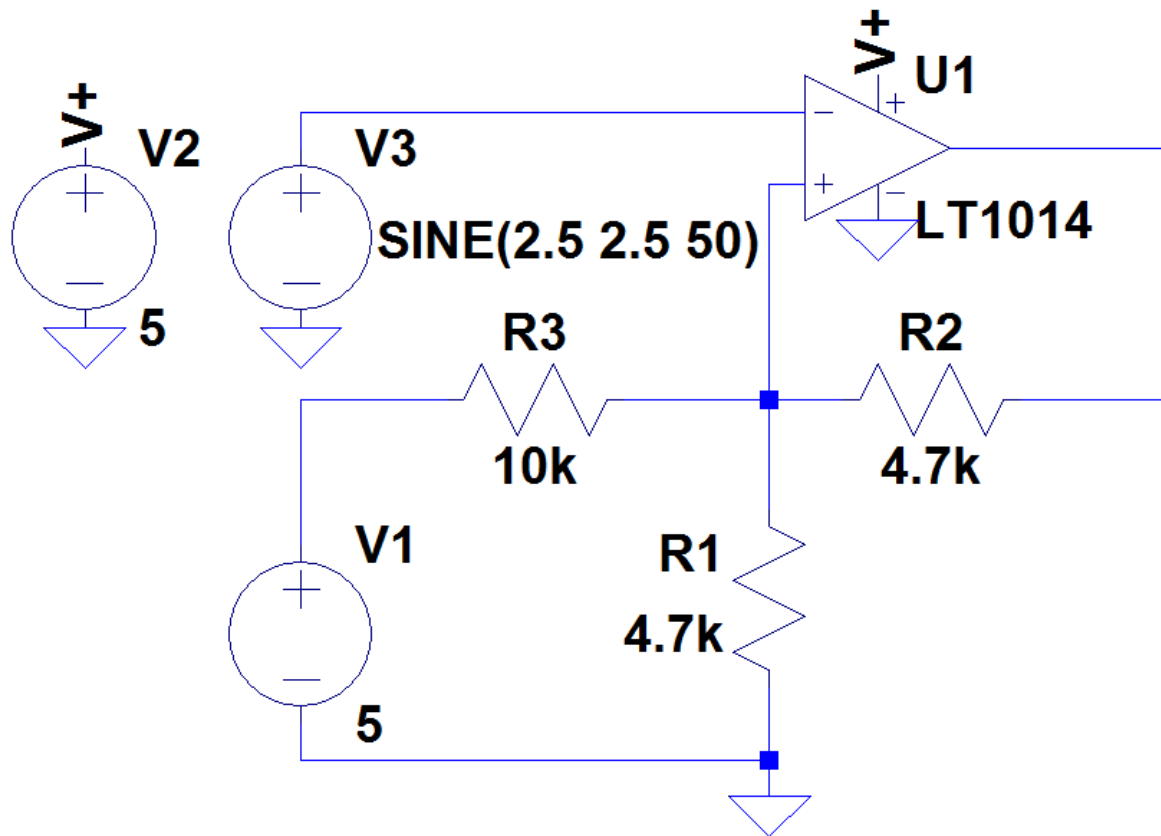 V+
U1
V+
V2
V3
SINE(2.5 2.5 50)
LT1014
5
R3
R2
10k
4.7k
V1
R1
4.7k
5